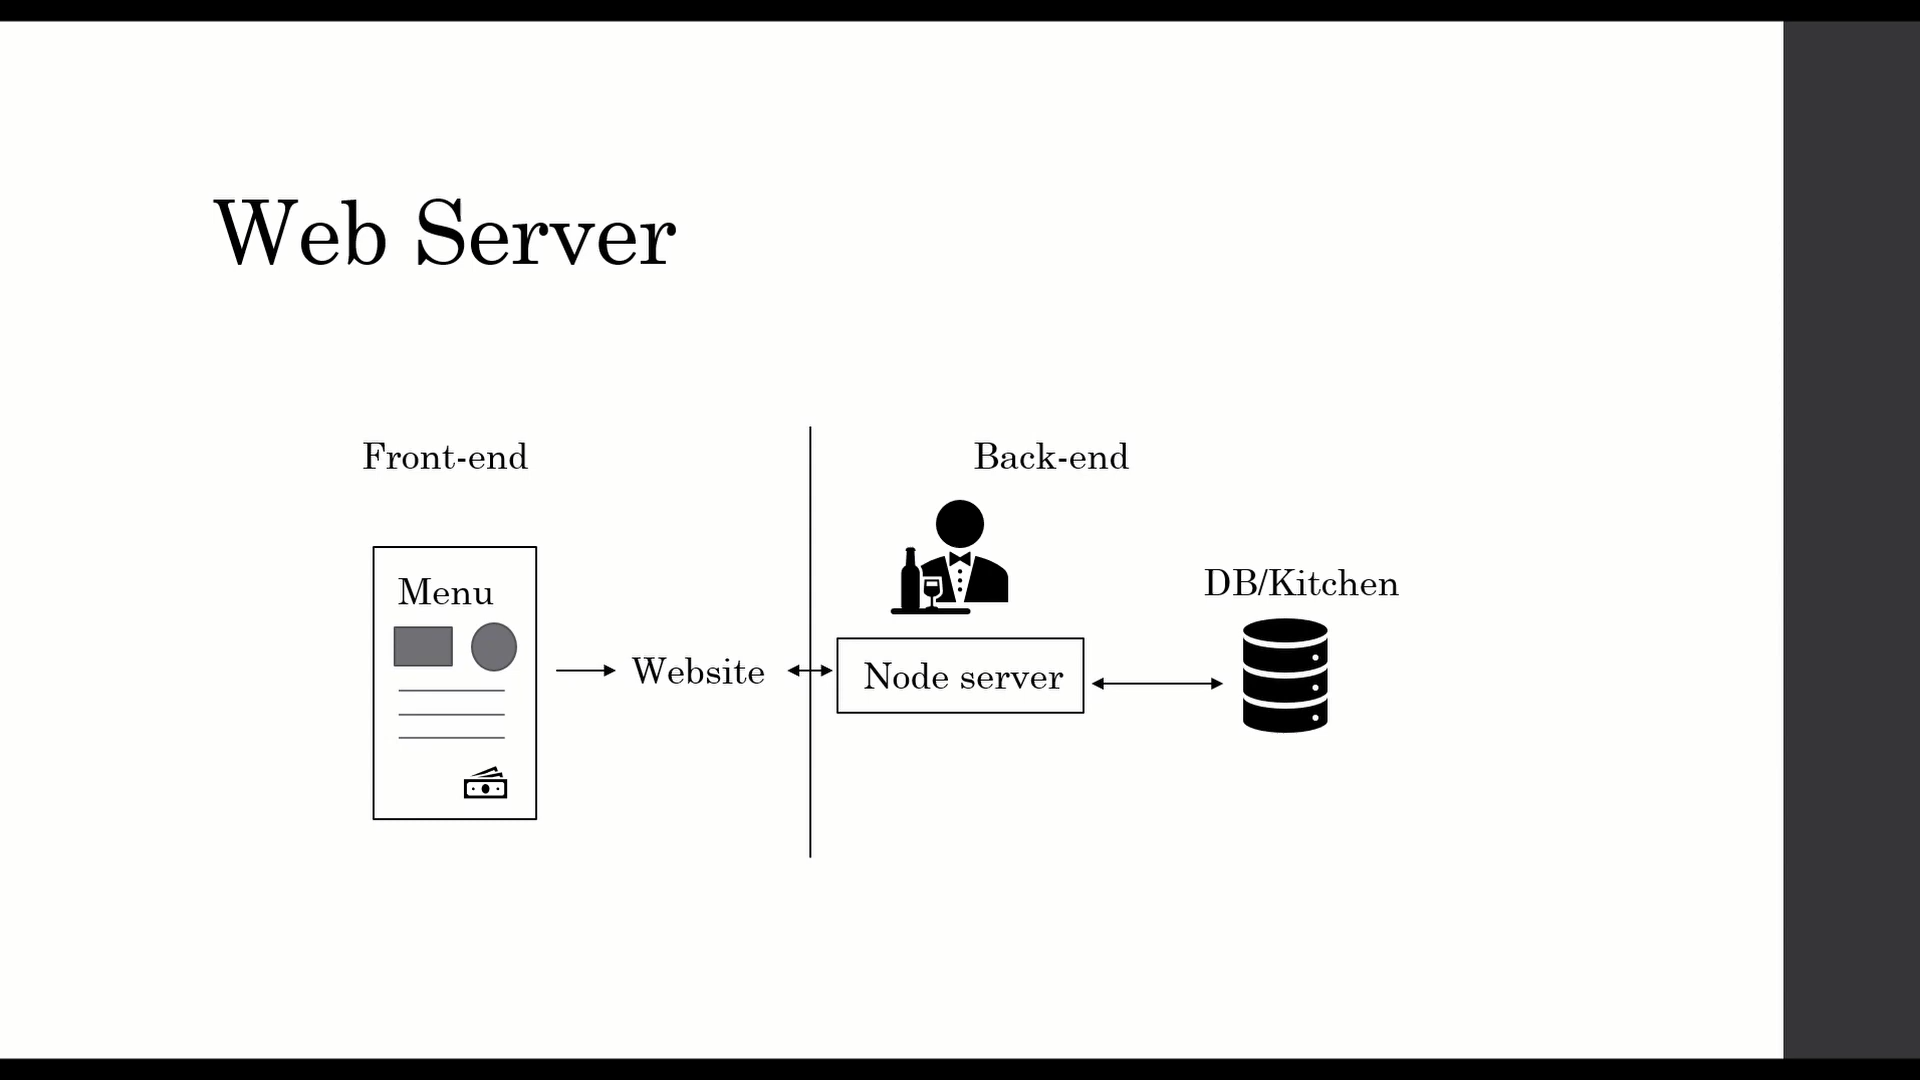 Web Server
Front-end
Back-end
Menu
Website
Node server
DB/Kitchen